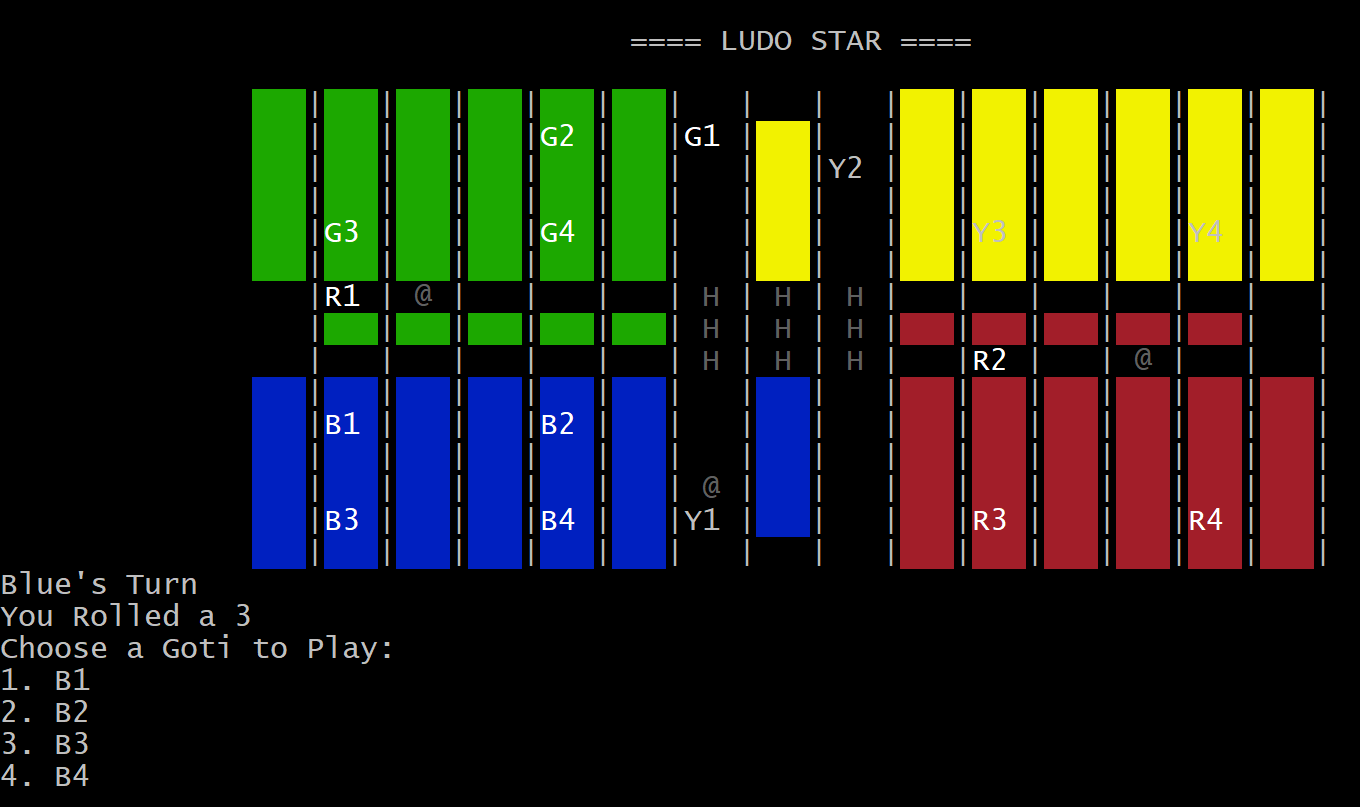 ==== LUDO STAR ====
| | | | | | | | | | | | | | |
| | | |G2 | |G1 | | | | | | | | |
| | | | | | | |Y2 | | | | | | |
| | | | | | | | | | | | | | |
|G3 | | |G4 | | | | | |Y3 | | |Y4 | |
| | | | | | | | | | | | | | |
|R1 | @ | | | | H | H | H | | | | | | |
| | | | | | H | H | H | | | | | | |
| | | | | | H | H | H | |R2 | | @ | | |
| | | | | | | | | | | | | | |
|B1 | | |B2 | | | | | | | | | | |
| | | | | | | | | | | | | | |
| | | | | | @ | | | | | | | | |
|B3 | | |B4 | |Y1 | | | |R3 | | |R4 | |
| | | | | | | | | | | | | | |
Blue's Turn
You Rolled a 3
Choose a Goti to Play:
1. B1
2. B2
3. B3
4. B4